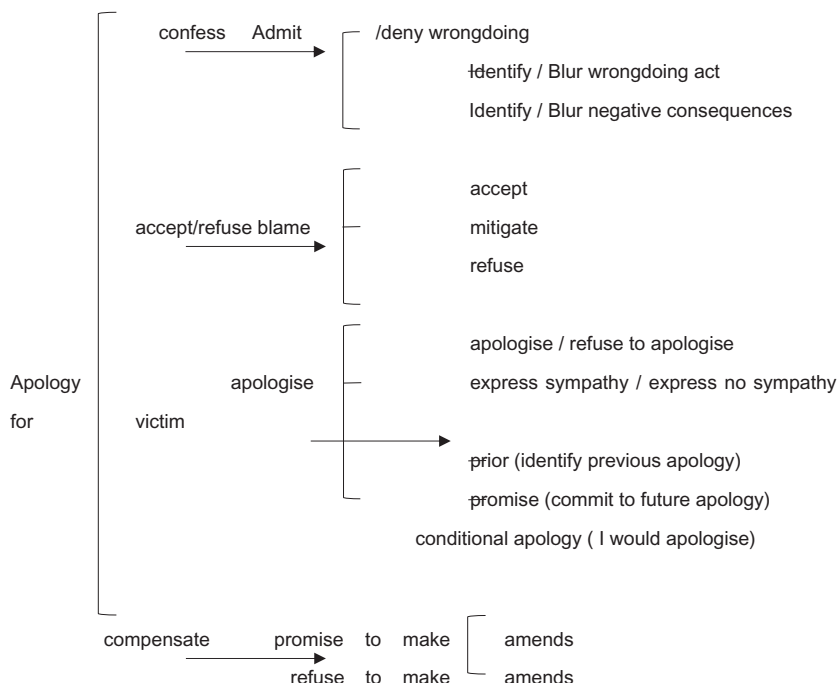 confess Admit /deny wrongdoing
Identify / Blur wrongdoing act
Identify / Blur negative consequences
accept
accept/refuse blame mitigate
refuse
apologise / refuse to apologise
Apology apologise express sympathy / express no sympathy
for victim
prior (identify previous apology)
promise (commit to future apology)
conditional apology ( I would apologise)
compensate promise to make amends
refuse to make amends